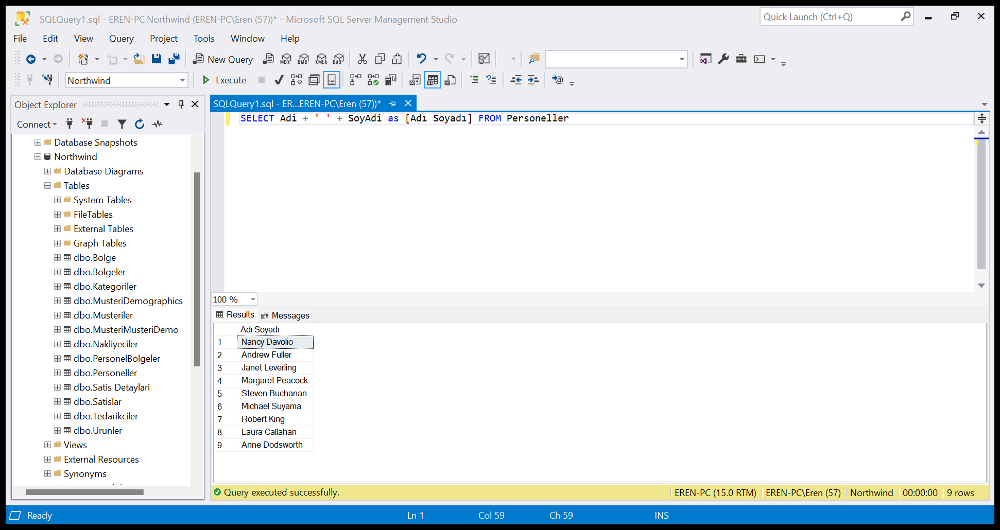 SQLQuery1.sql - EREN-PC.Northwind (EREN-PC\Eren (57))* - Microsoft SQL Server Management Studio
Quick Launch (Ctrl+Q)
File Edit View Query Project Tools Window Help
New Query MDX DMX XMLA DAX
Northwind Execute
Object Explorer
Connect
Database Snapshots
Northwind
Database Diagrams
Tables
System Tables
FileTables
External Tables
Graph Tables
dbo.Bolge
dbo.Bolgeler
dbo.Kategoriler
dbo.MusteriDemographics
dbo.Musteriler
dbo.MusteriMusteriDemo
dbo.Nakliyeciler
dbo.PersonelBolgeler
dbo.Personeller
dbo.Satis Detaylari
dbo.Satislar
dbo.Tedarikciler
dbo.Urunler
Views
External Resources
Synonyms
SQLQuery1.sql - ER...EREN-PC\Eren (57))*
SELECT Adi + ' ' + SoyAdi as [Adı Soyadı] FROM Personeller
100 %
Results Messages
Adı Soyadı
1 Nancy Davolio
2 Andrew Fuller
3 Janet Leverling
4 Margaret Peacock
5 Steven Buchanan
6 Michael Suyama
7 Robert King
8 Laura Callahan
9 Anne Dodsworth
Query executed successfully.
EREN-PC (15.0 RTM) EREN-PC\Eren (57) Northwind 00:00:00 9 rows
Ready Ln 1 Col 59 Ch 59 INS